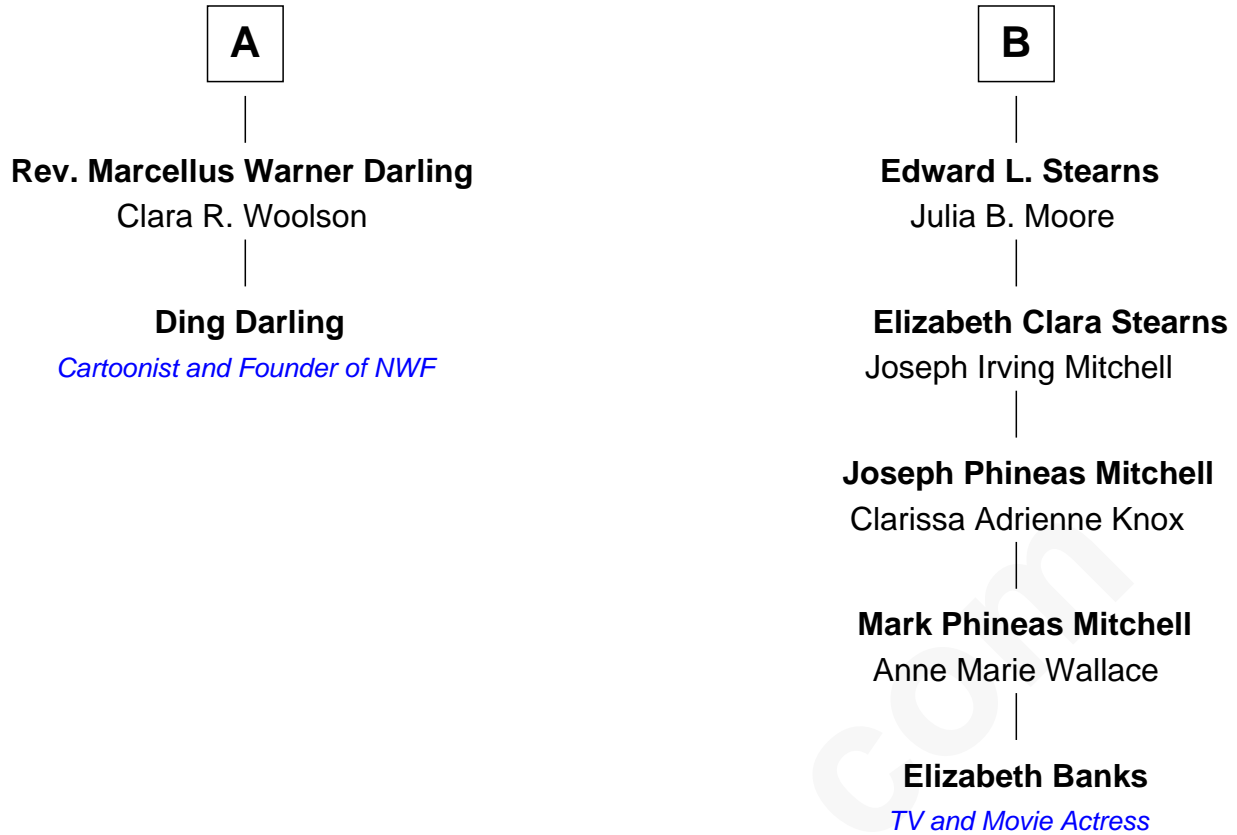 A
Rev. Marcellus Warner Darling
Clara R. Woolson
Ding Darling
Cartoonist and Founder of NWF
B
Edward L. Stearns
Julia B. Moore
Elizabeth Clara Stearns
Joseph Irving Mitchell
Joseph Phineas Mitchell
Clarissa Adrienne Knox
Mark Phineas Mitchell
Anne Marie Wallace
Elizabeth Banks
TV and Movie Actress
com